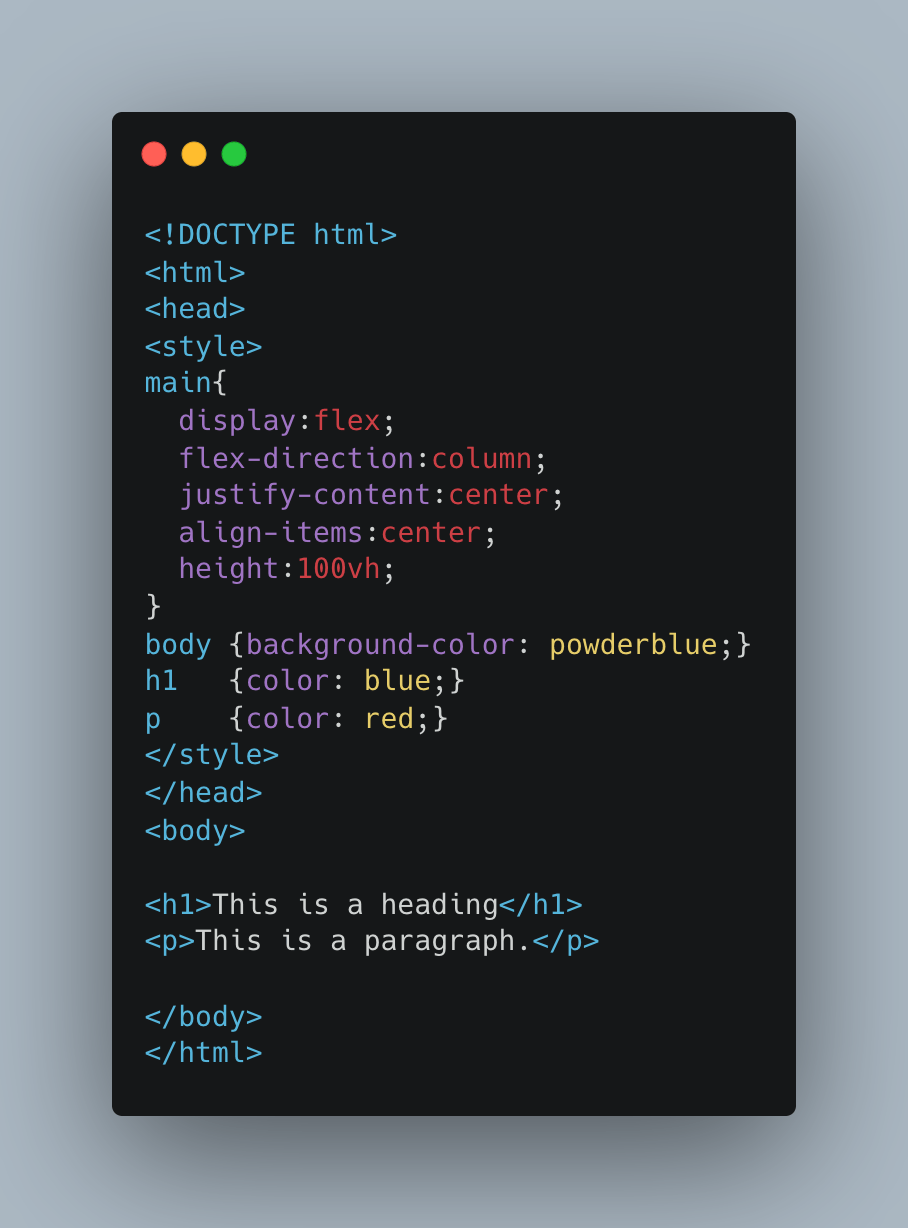 <!DOCTYPE html>
<html>
<head>
<style>
main{
  display:flex;
  flex-direction:column;
  justify-content:center;
  align-items:center;
  height:100vh;
}
body {background-color: powderblue;}
h1   {color: blue;}
p    {color: red;}
</style>
</head>
<body>

<h1>This is a heading</h1>
<p>This is a paragraph.</p>

</body>
</html>